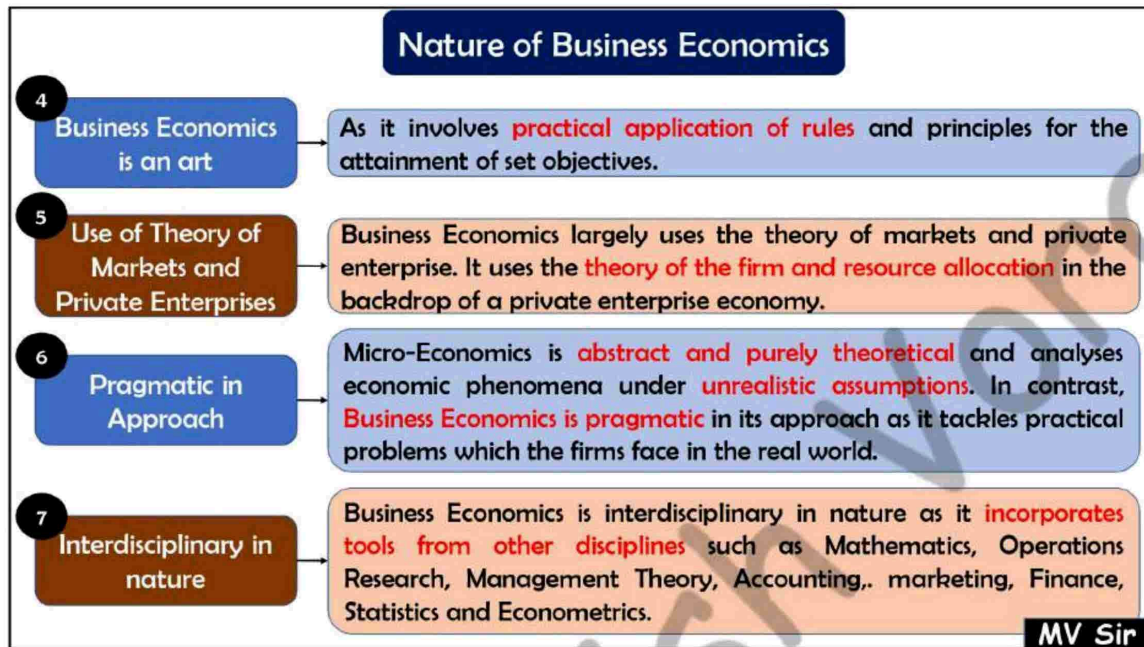 Nature of Business Economics
4
Business Economics
is an art
As it involves practical application of rules and principles for the
attainment of set objectives.
5
Use of Theory of
Markets and
Private Enterprises
Business Economics largely uses the theory of markets and private
enterprise. It uses the theory of the firm and resource allocation in the
backdrop of a private enterprise economy.
6
Pragmatic in
Approach
Micro-Economics is abstract and purely theoretical and analyses
economic phenomena under unrealistic assumptions. In contrast,
Business Economics is pragmatic in its approach as it tackles practical
problems which the firms face in the real world.
7
Interdisciplinary in
nature
Business Economics is interdisciplinary in nature as it incorporates
tools from other disciplines such as Mathematics, Operations
Research, Management Theory, Accounting,. marketing, Finance,
Statistics and Econometrics.
MV Sir